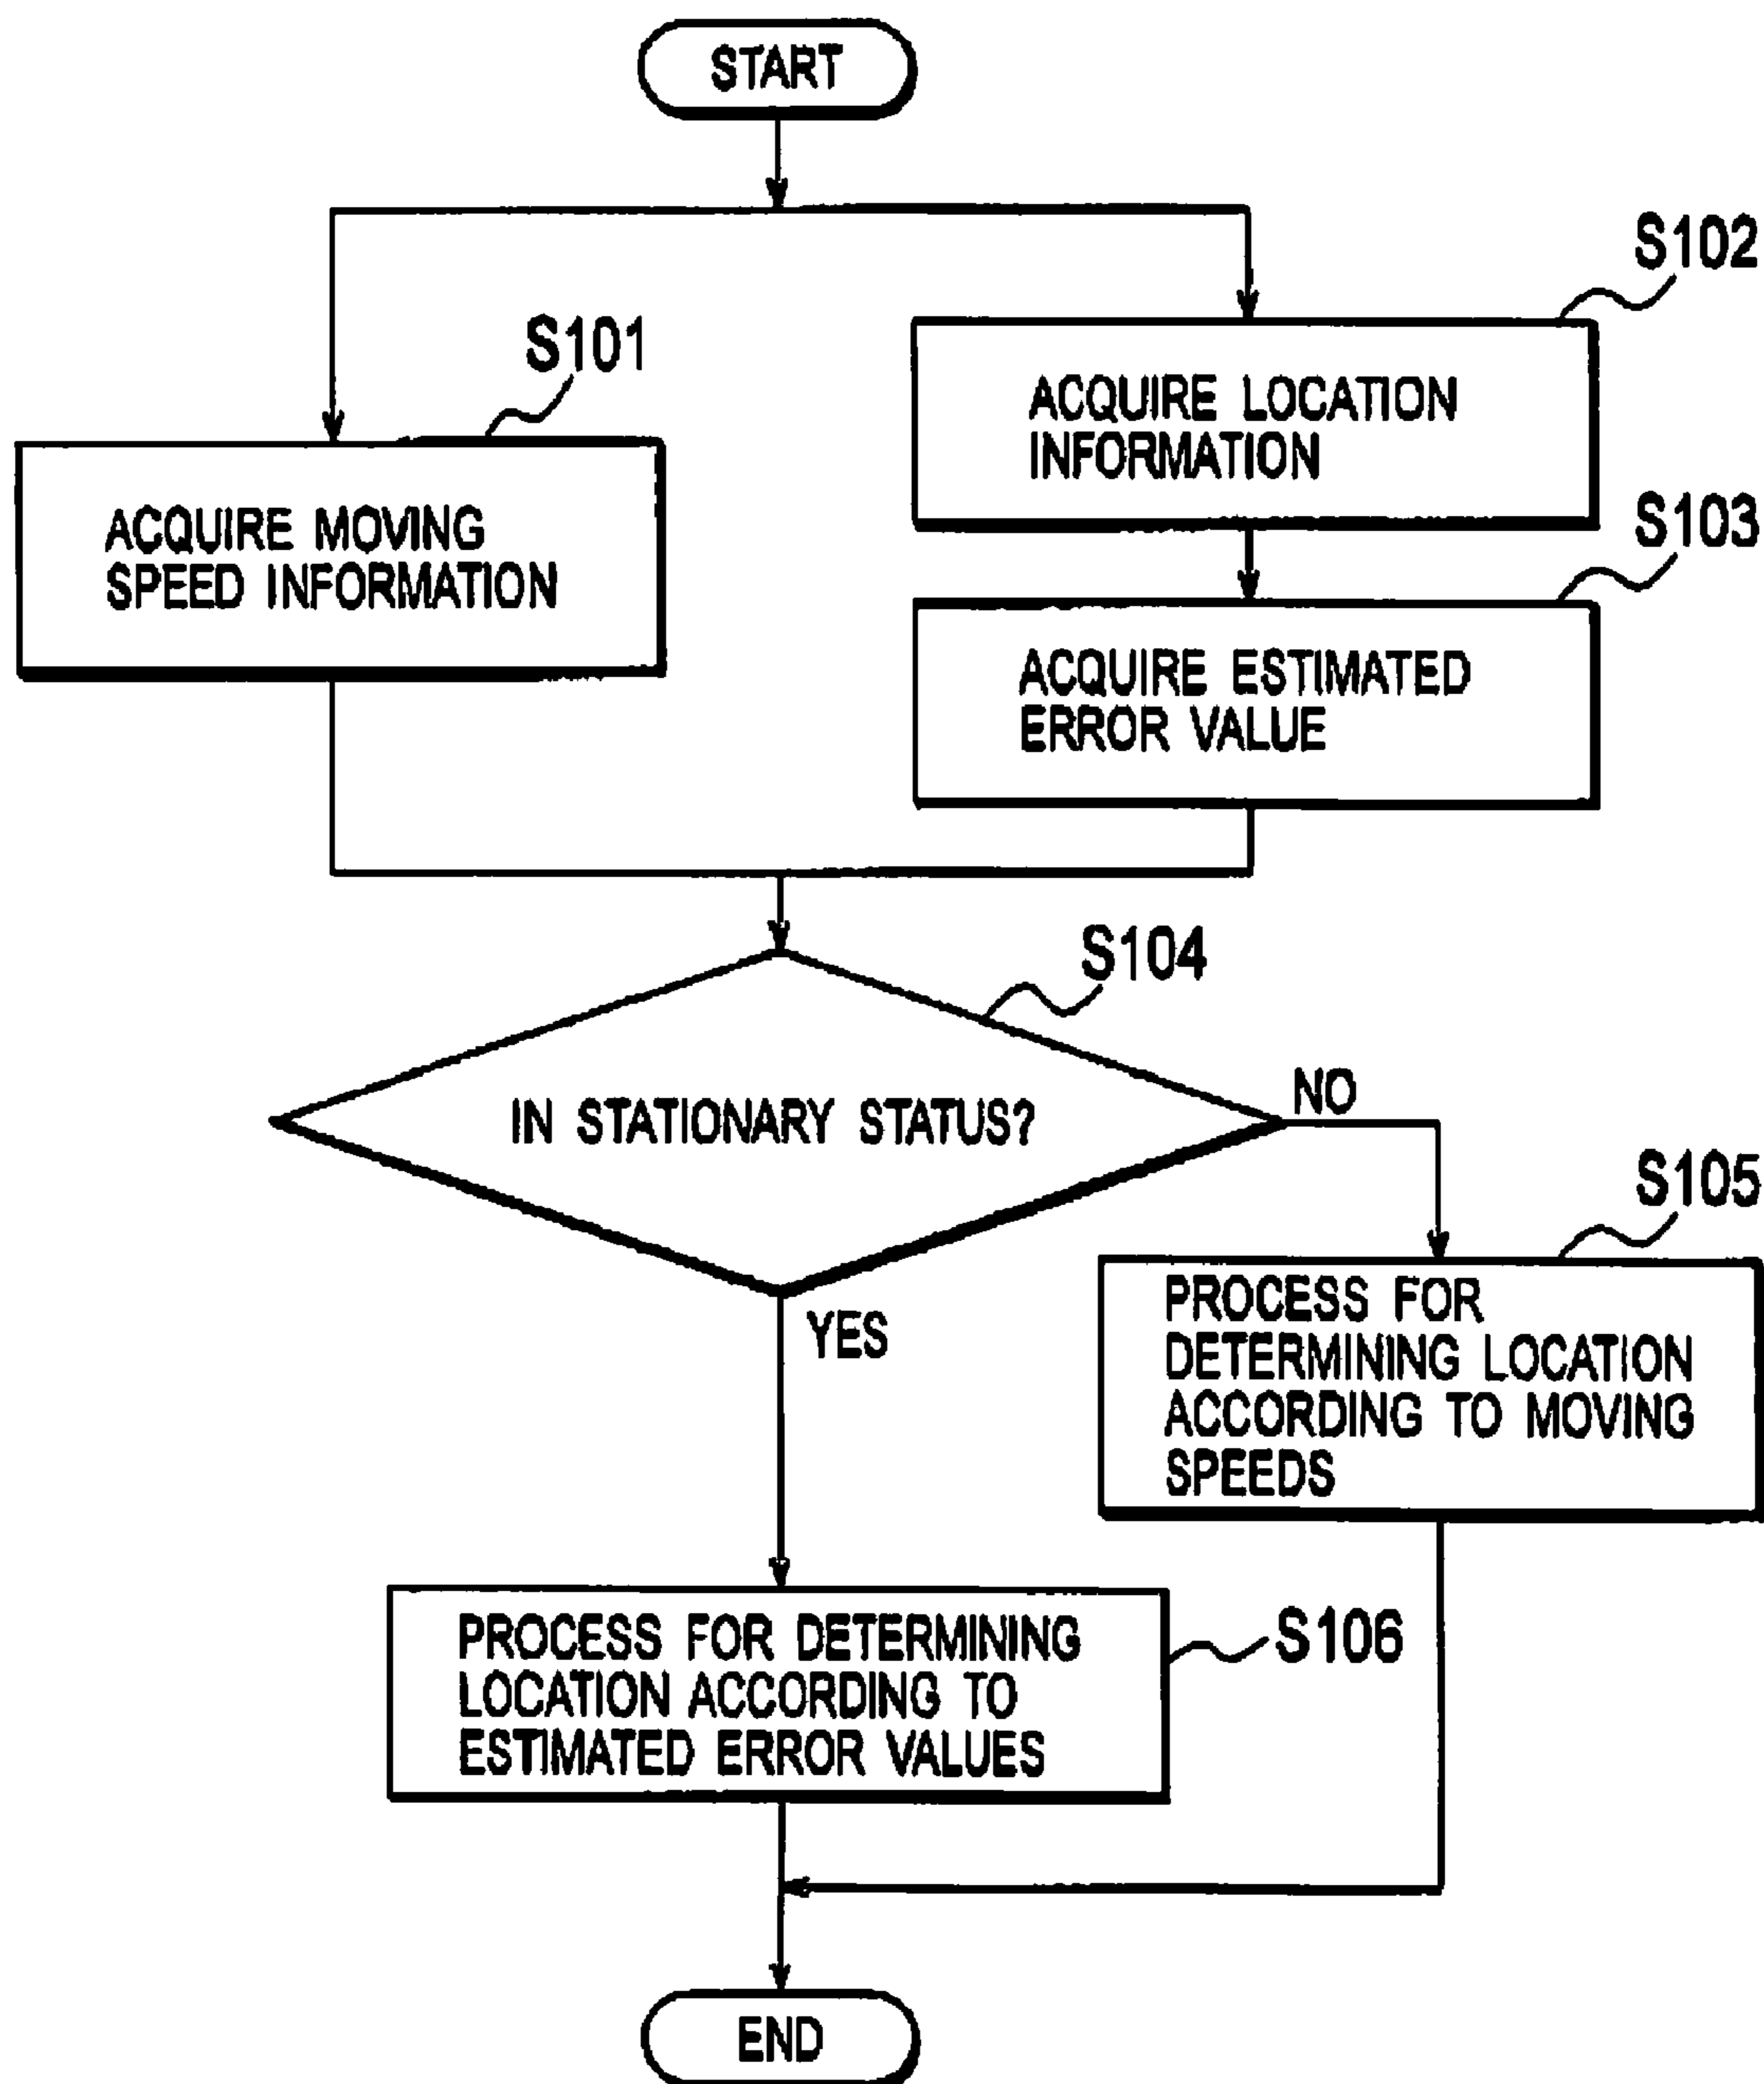 START
S102
S101
ACQUIRE LOCATION
INFORMATION
ACQUIRE MOVING
SPEED INFORMATION
S103
ACQUIRE ESTIMATED
ERROR VALUE
S104
IN STATIONARY STATUS?
NO
S105
YES
PROCESS FOR
DETERMINING LOCATION
ACCORDING TO MOVING
SPEEDS
PROCESS FOR DETERMINING
LOCATION ACCORDING TO
ESTIMATED ERROR VALUES
S106
END